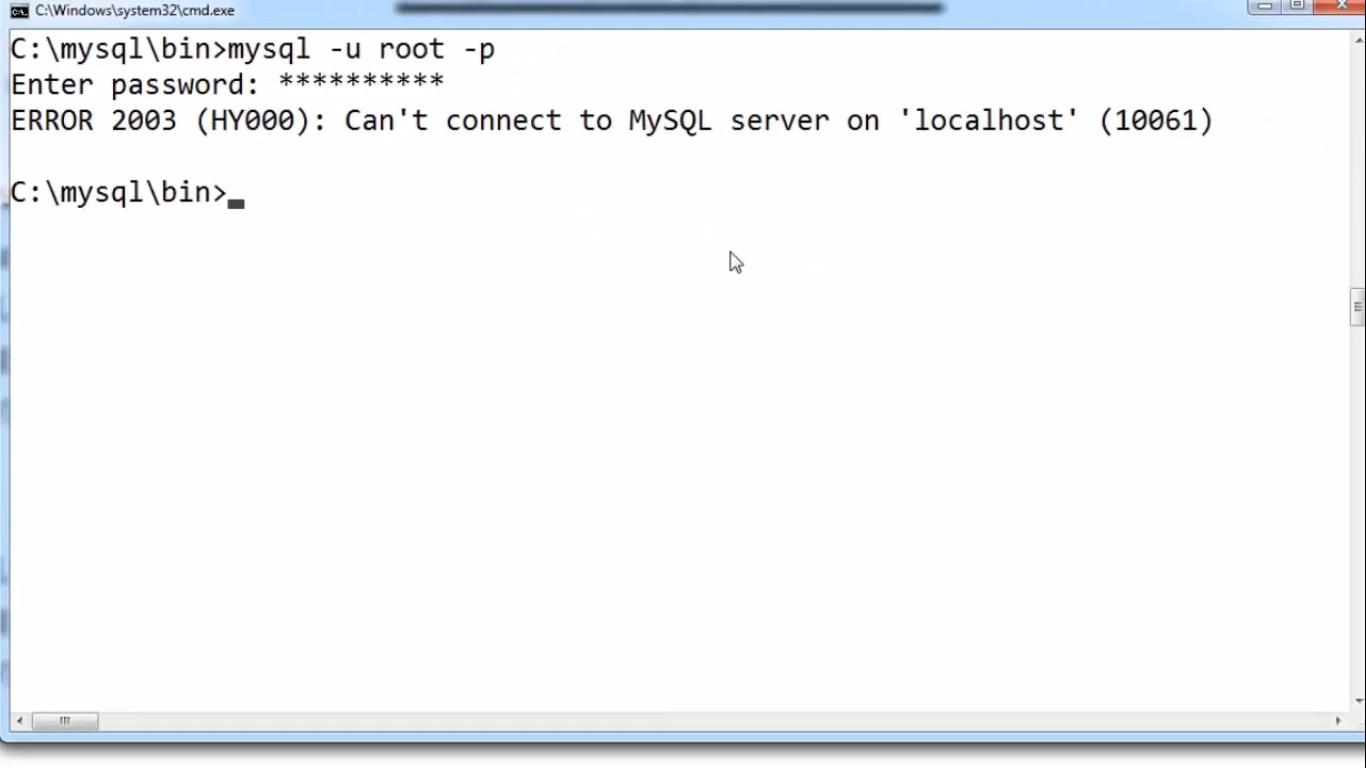 C:\Windows\system32\cmd.exe
C:\mysql\bin>mysql -u root -p
Enter password: **********
ERROR 2003 (HY000): Can't connect to MySQL server on 'localhost' (10061)
C:\mysql\bin>